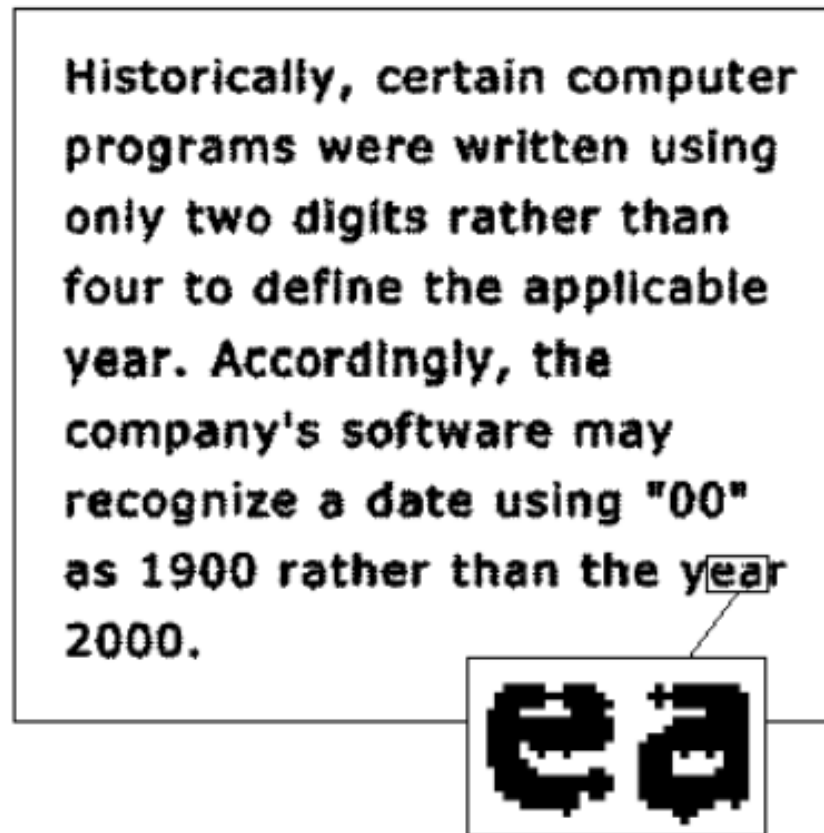 Historically, certain computer
programs were written using
only two digits rather than
four to define the applicable
year. Accordingly, the
company's software may
recognize a date using "00"
as 1900 rather than the year
2000.
ea